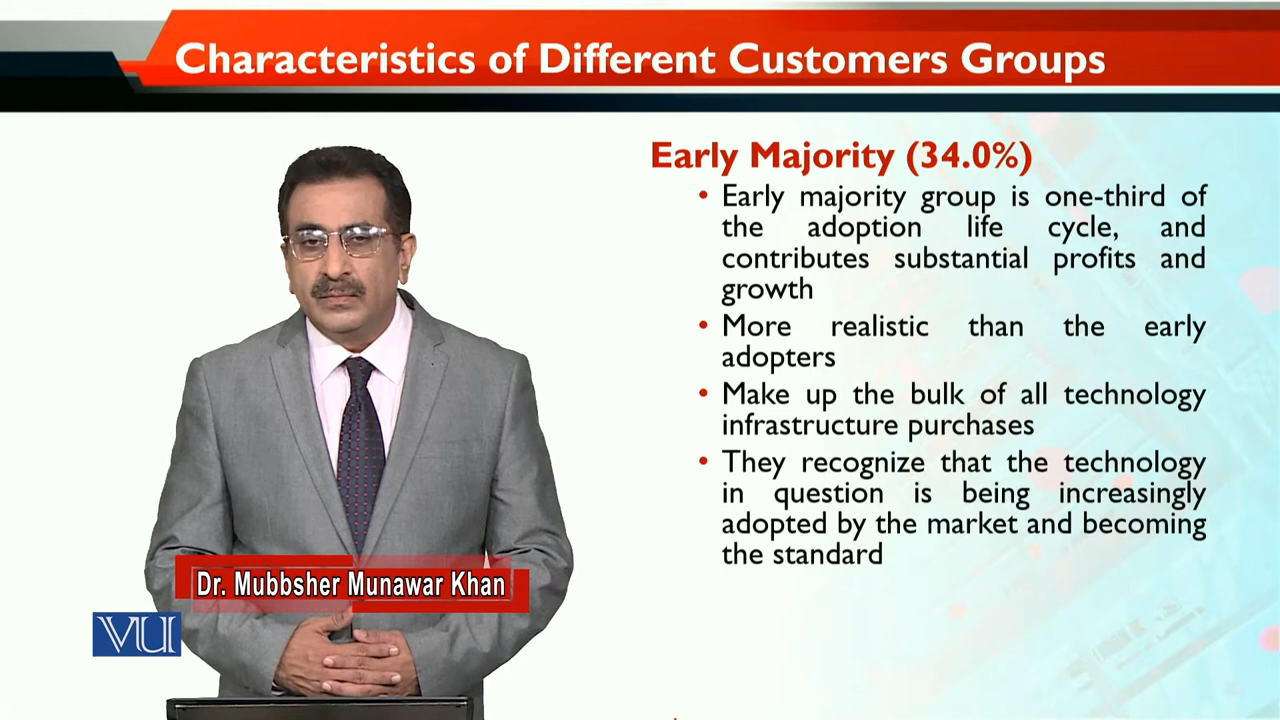 Characteristics of Different Customers Groups
Early Majority (34.0%)
• Early majority group is one-third of
the adoption life cycle, and
contributes substantial profits and
growth
• More realistic than the early
adopters
• Make up the bulk of all technology
infrastructure purchases
• They recognize that the technology
in question is being increasingly
adopted by the market and becoming
the standard
Dr. Mubbsher Munawar Khan
VU